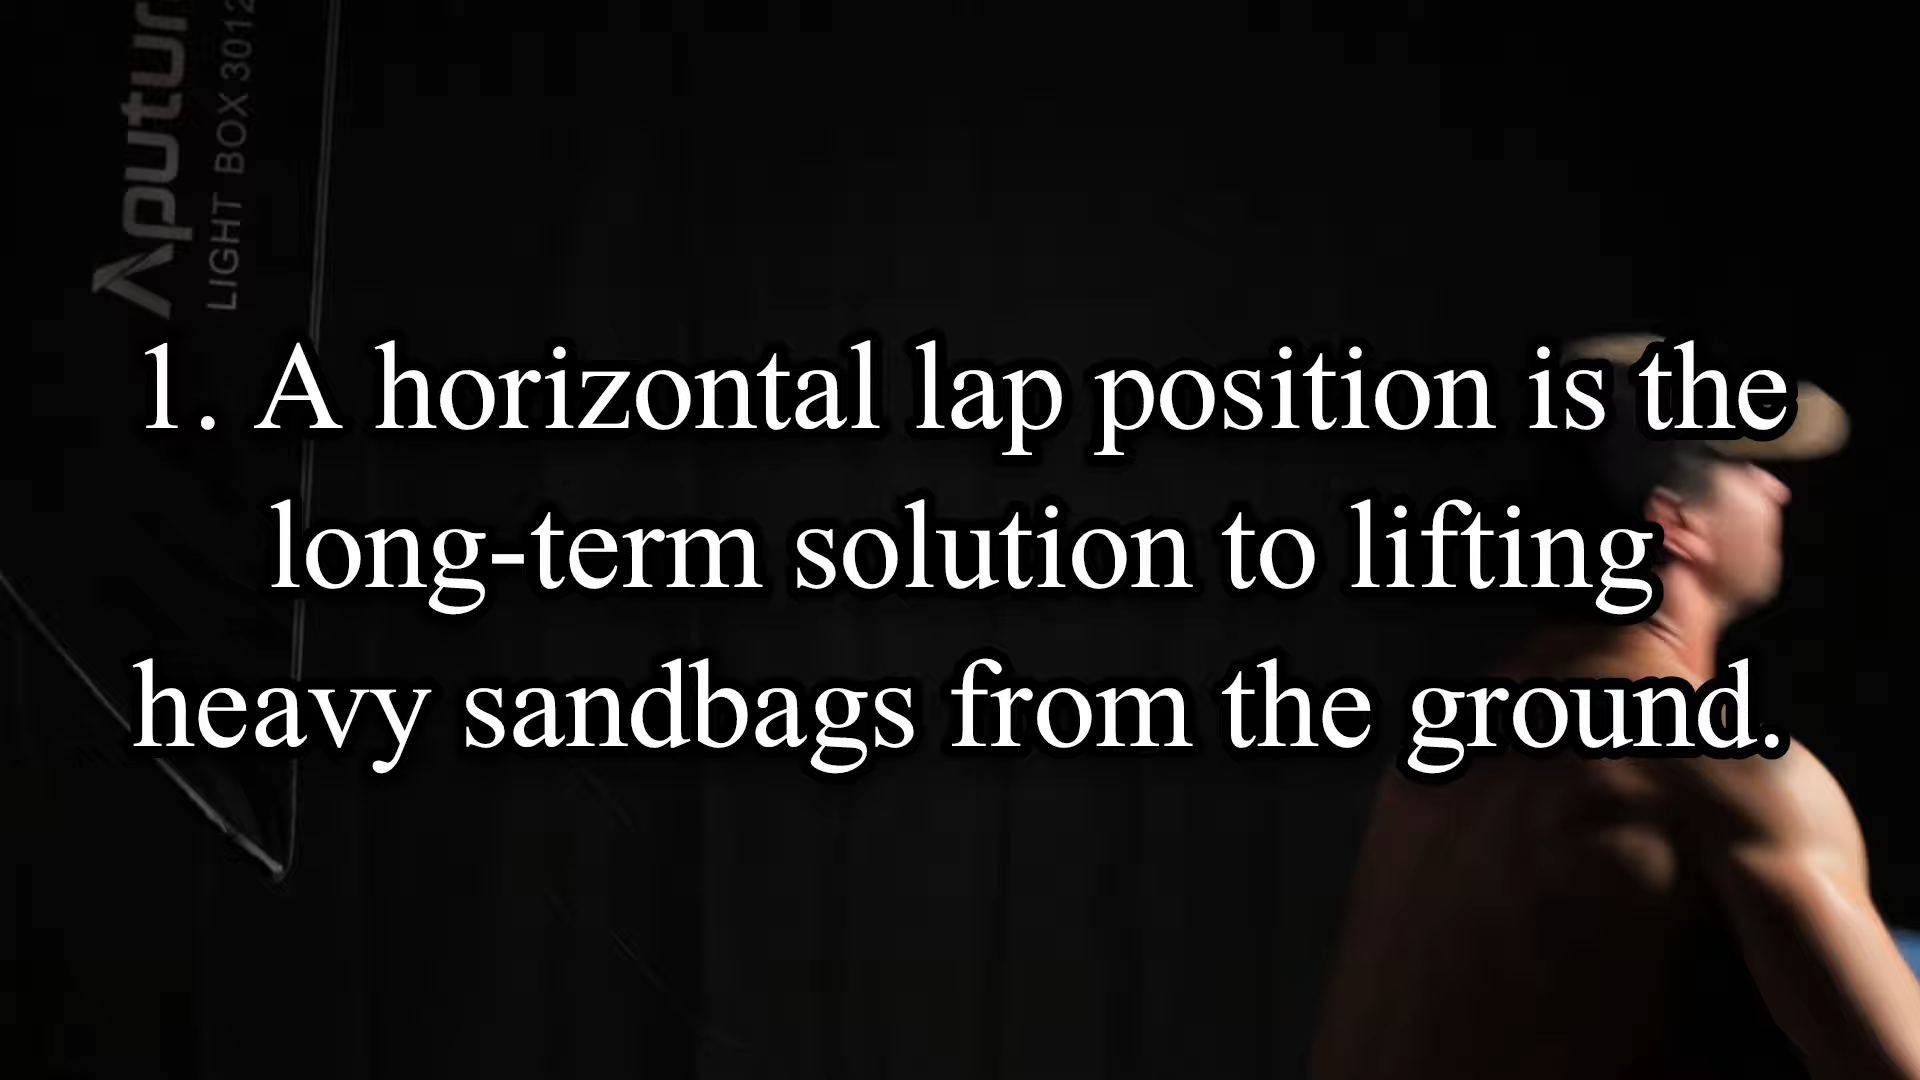 Aputur
LIGHT BOX 3012
1. A horizontal lap position is the
long-term solution to lifting
heavy sandbags from the ground.